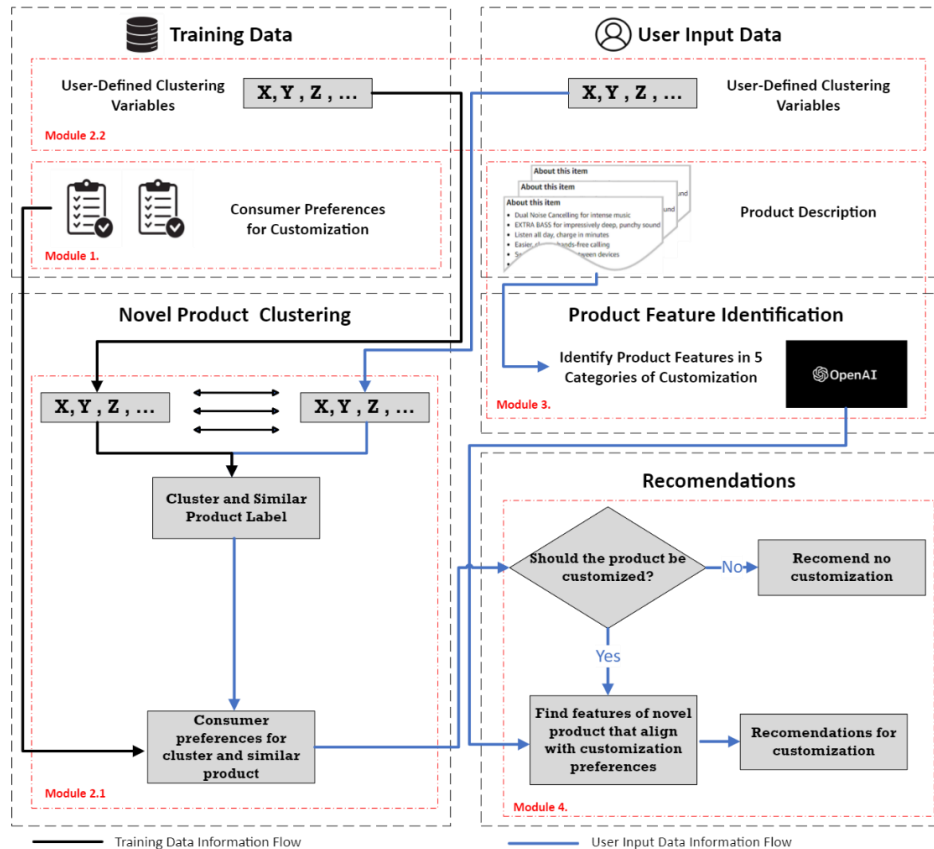 Training Data
User Input Data
User-Defined Clustering
Variables
X, Y , Z , ...
X, Y , Z , ...
User-Defined Clustering
Variables
Module 2.2
Consumer Preferences
for Customization
Module 1.
About this item
About this item
About this item
• Dual Noise Cancelling for intense music
• EXTRA BASS for impressively deep, punchy sound
• Listen all day, charge in minutes
hands-free calling
between devices
Product Description
Novel Product Clustering
Product Feature Identification
Identify Product Features in 5
Categories of Customization
OpenAI
Module 3.
X, Y , Z , ...
X, Y , Z , ...
Cluster and Similar
Product Label
Consumer
preferences for
cluster and similar
product
Module 2.1
Recomendations
Should the product be
customized?
No
Recomend no
customization
Yes
Find features of novel
product that align
with customization
preferences
Recomendations for
customization
Module 4.
Training Data Information Flow
User Input Data Information Flow